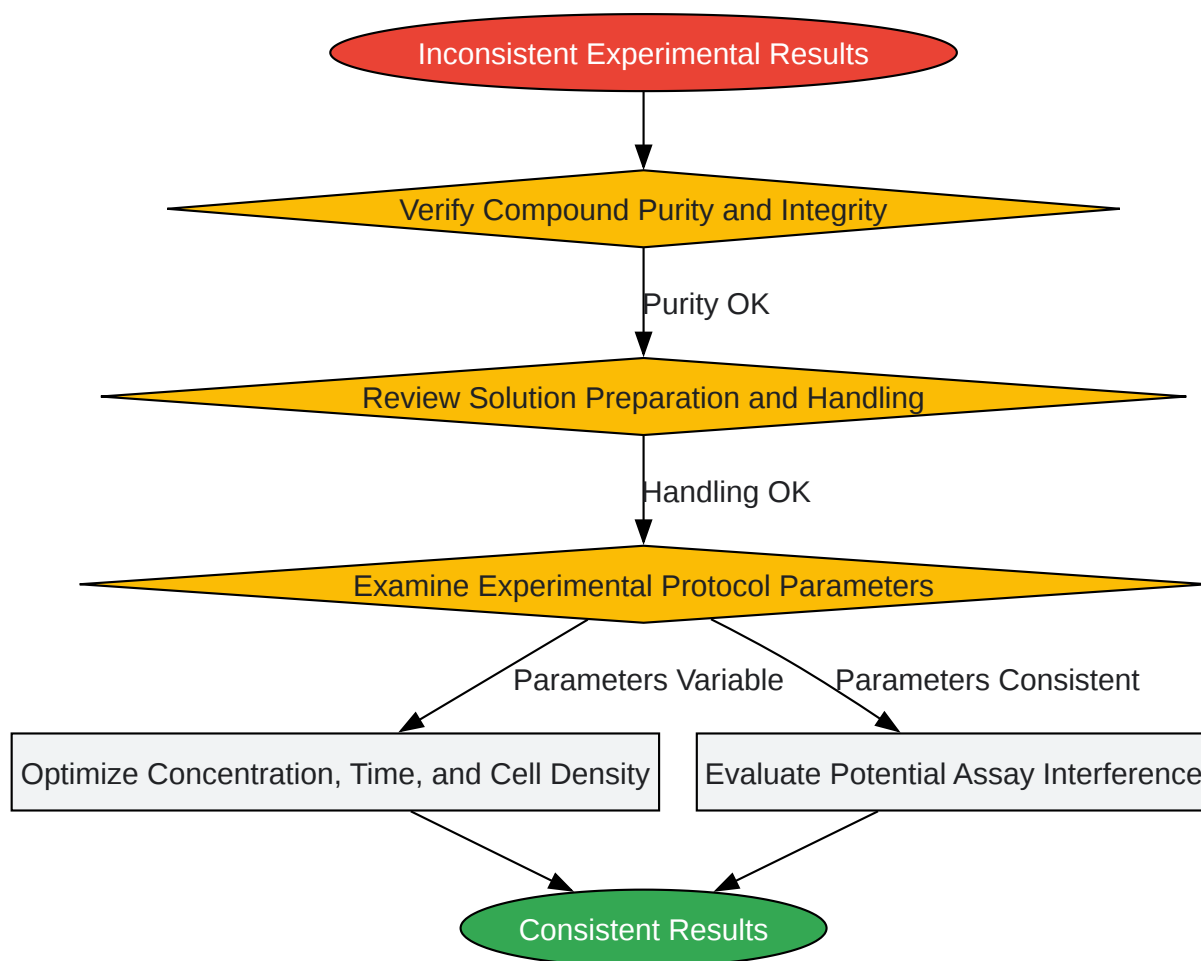 Inconsistent Experimental Results
Verify Compound Purity and Integrity
Purity OK
Review Solution Preparation and Handling
Handling OK
Examine Experimental Protocol Parameters
Parameters Variable
Parameters Consistent
Optimize Concentration, Time, and Cell Density
Evaluate Potential Assay Interference
Consistent Results